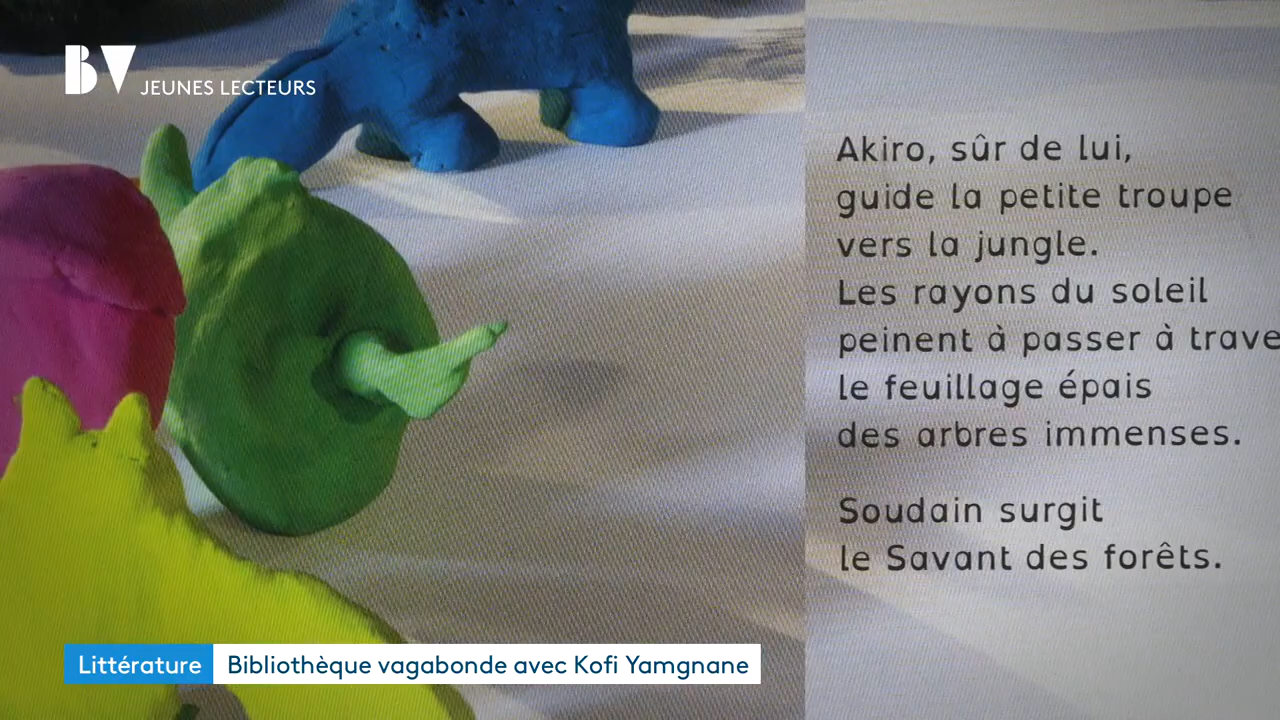 BV JEUNES LECTEURS
Akiro, sûr de lui,
guide la petite troupe
vers la jungle.
Les rayons du soleil
peinent à passer à trave
le feuillage épais
des arbres immenses.
Soudain surgit
le Savant des forêts.
Littérature Bibliothèque vagabonde avec Kofi Yamgnane